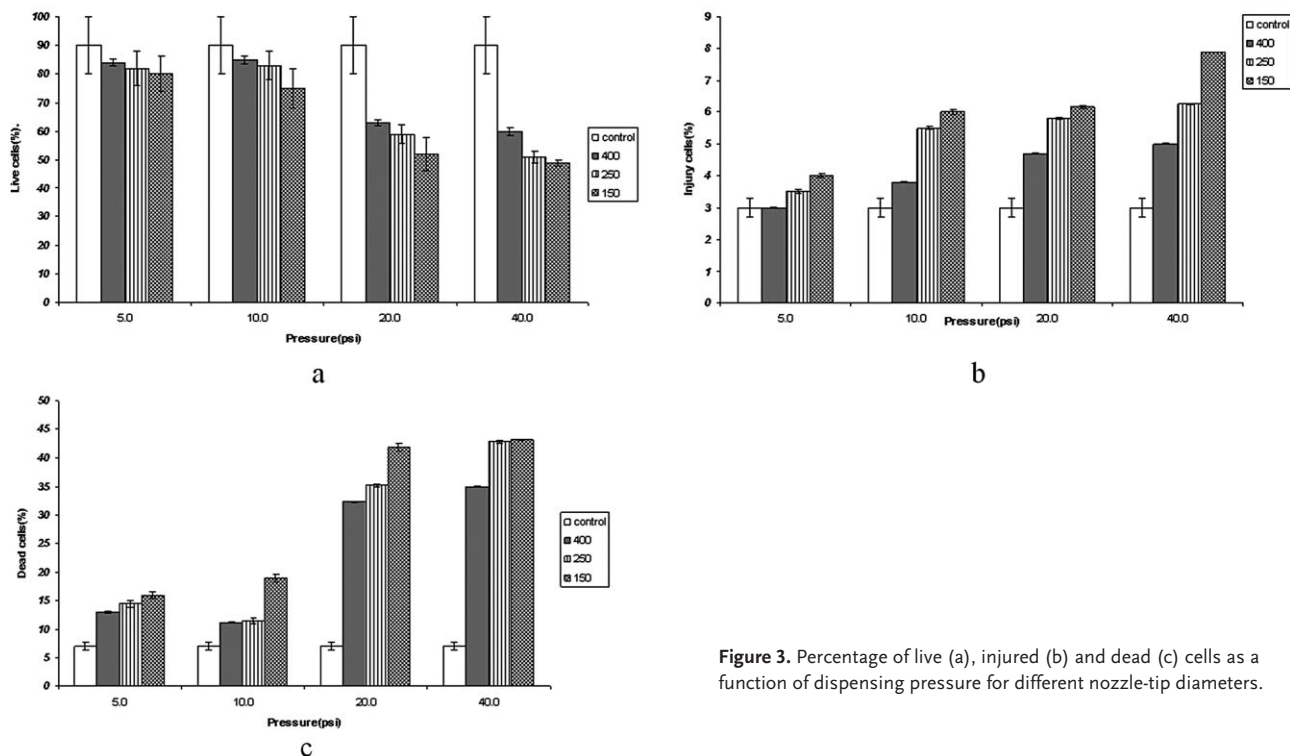 100
90
80
70
60
50
40
30
20
10
0
Live cells(%).
5.0 10.0 20.0 40.0
Pressure(psi)
control
400
250
150
a
9
8
7
6
5
4
3
2
1
0
Injury cells(%)
5.0 10.0 20.0 40.0
Pressure(psi)
control
400
250
150
b
50
45
40
35
30
25
20
15
10
5
0
Dead cells(%)
5.0 10.0 20.0 40.0
Pressure(psi)
control
400
250
150
c
Figure 3. Percentage of live (a), injured (b) and dead (c) cells as a
function of dispensing pressure for different nozzle-tip diameters.